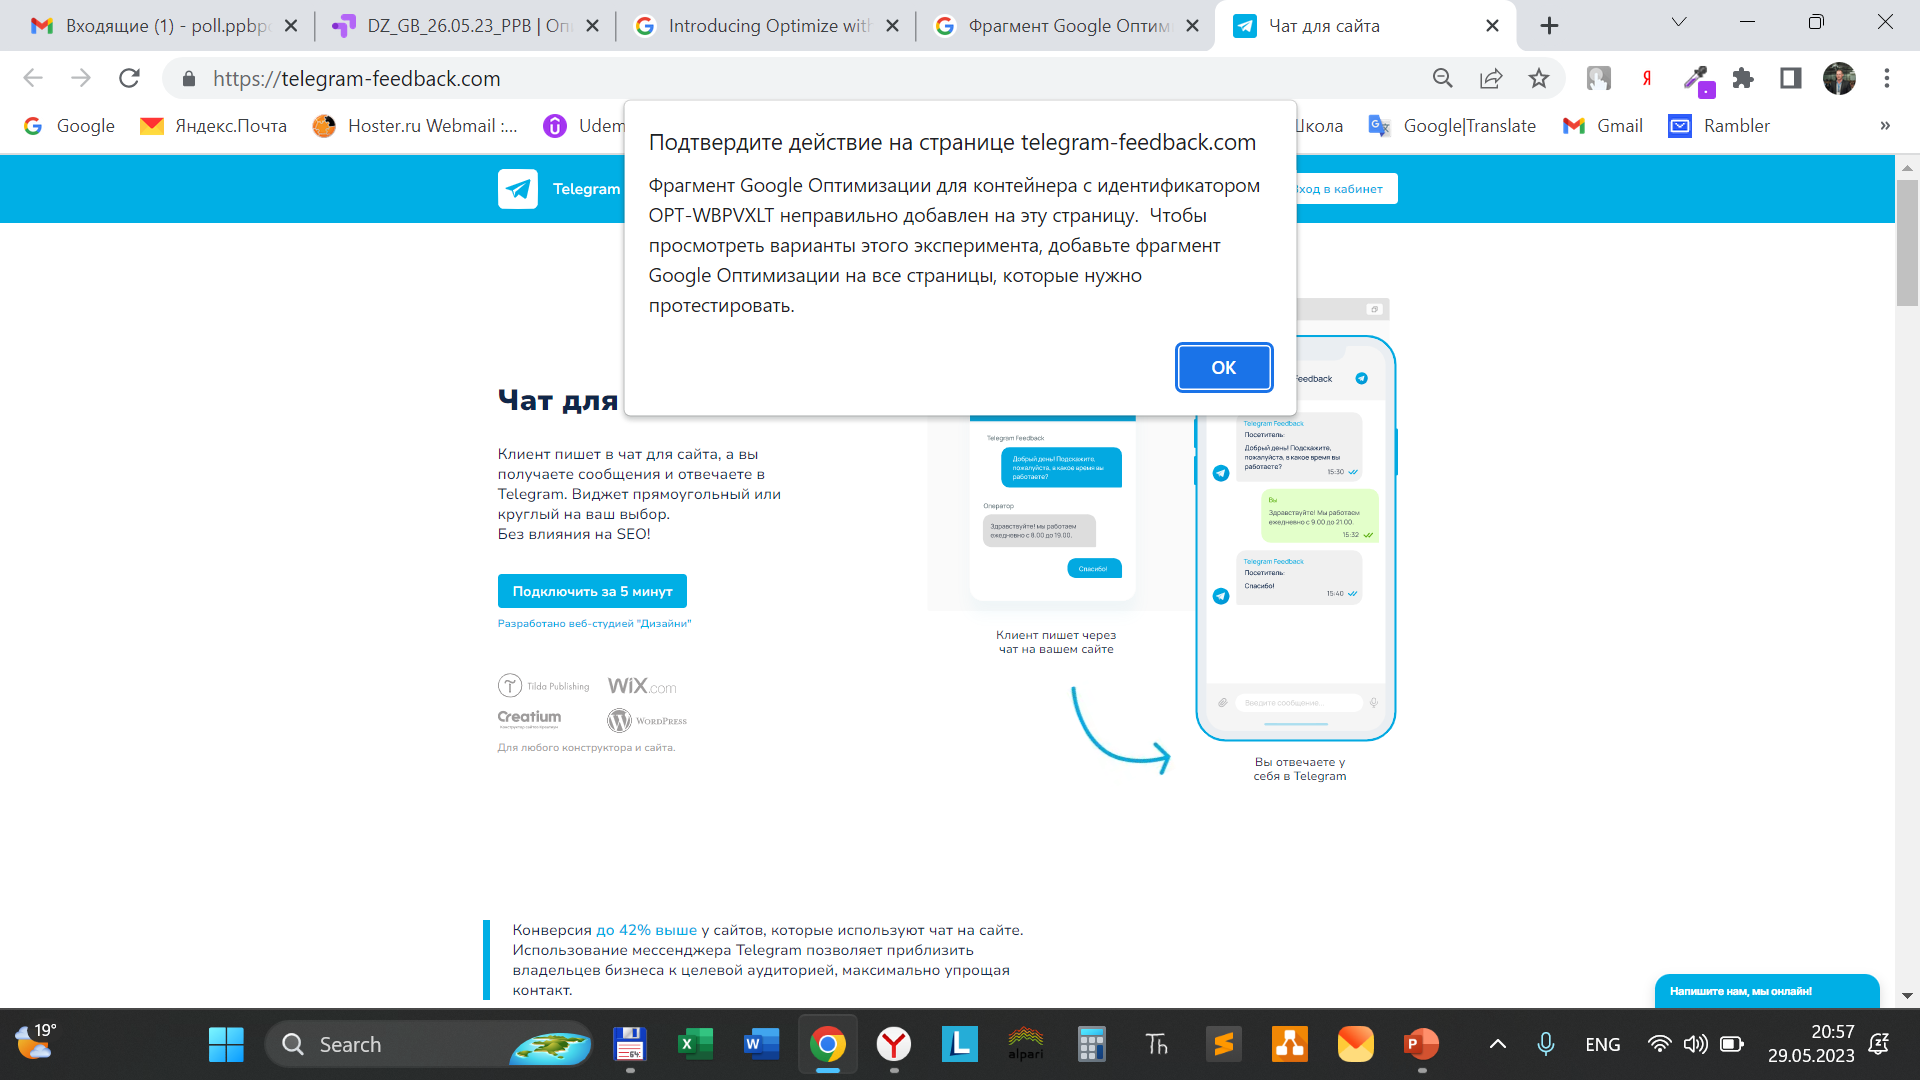 Входящие (1) - poll.ppbp
DZ_GB_26.05.23_PPB | Оп
Introducing Optimize with
Фрагмент Google Оптим
Чат для сайта
https://telegram-feedback.com
Google
Яндекс.Почта
Hoster.ru Webmail :...
Udem
Школа
Google|Translate
Gmail
Rambler
»
Подтвердите действие на странице telegram-feedback.com
Фрагмент Google Оптимизации для контейнера с идентификатором
OPT-WBPVXLT неправильно добавлен на эту страницу.  Чтобы
просмотреть варианты этого эксперимента, добавьте фрагмент
Google Оптимизации на все страницы, которые нужно
протестировать.
OK
Telegram
Вход в кабинет
Чат для
Клиент пишет в чат для сайта, а вы
получаете сообщения и отвечаете в
Telegram. Виджет прямоугольный или
круглый на ваш выбор.
Без влияния на SEO!
Подключить за 5 минут
Разработано веб-студией "Дизайни"
Tilda Publishing
WiX.com
Creatium
WordPress
Для любого конструктора и сайта.
Telegram Feedback
Добрый день! Подскажите,
пожалуйста, в какое время вы
работаете?
Оператор
Здравствуйте! мы работаем
ежедневно с 8.00 до 19.00.
Спасибо!
Клиент пишет через
чат на вашем сайте
Feedback
Telegram Feedback
Посетитель:
Добрый день! Подскажите,
пожалуйста, в какое время вы
работаете?
15:30
Вы
Здравствуйте! Мы работаем
ежедневно с 9.00 до 21.00.
15:32
Telegram Feedback
Посетитель:
Спасибо!
15:40
Введите сообщение...
Вы отвечаете у
себя в Telegram
Конверсия до 42% выше у сайтов, которые используют чат на сайте.
Использование мессенджера Telegram позволяет приблизить
владельцев бизнеса к целевой аудиторией, максимально упрощая
контакт.
Напишите нам, мы онлайн!
19°
Search
alpari
ENG
20:57
29.05.2023